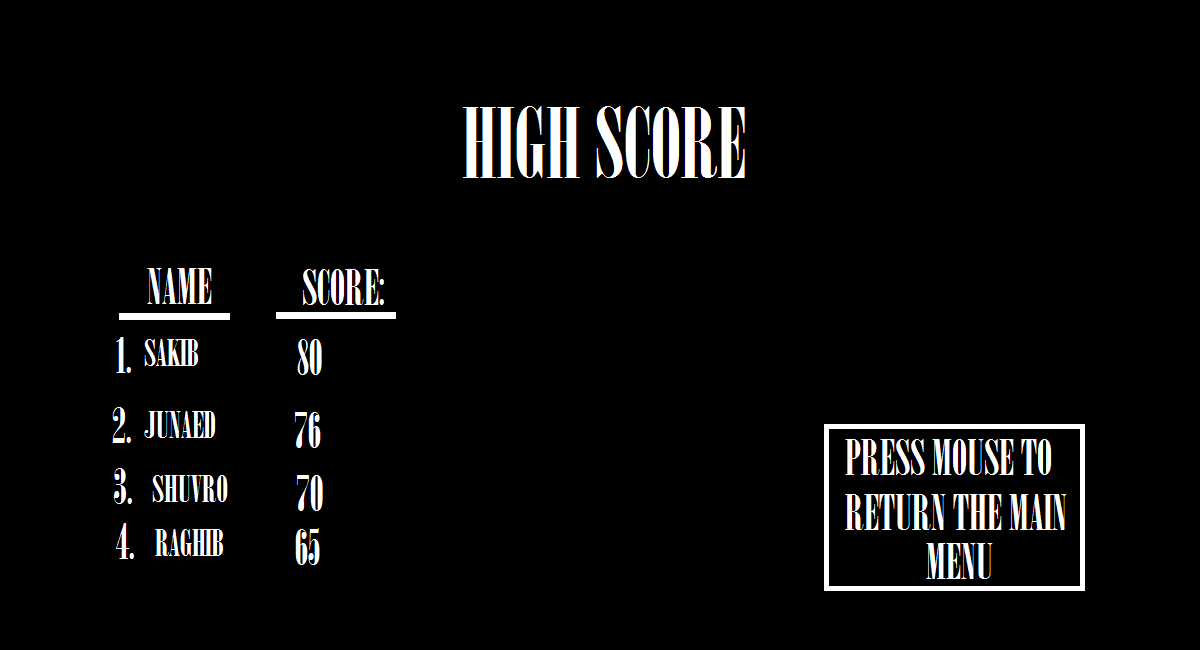 HIGH SCORE
NAME SCORE:
1. SAKIB 80
2. JUNAED 76
3. SHUVRO 70
4. RAGHIB 65
PRESS MOUSE TO
RETURN THE MAIN
MENU